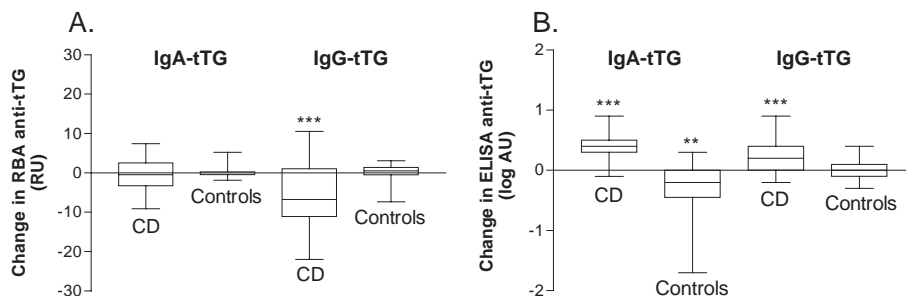 A.
IgA-tTG IgG-tTG
Change in RBA anti-tTG
(RU)
30
20
10
0
-10
-20
-30
***
CD
Controls
CD
Controls
B.
IgA-tTG IgG-tTG
Change in ELISA anti-tTG
(log AU)
2
1
0
-1
-2
***
**
***
CD
Controls
CD
Controls